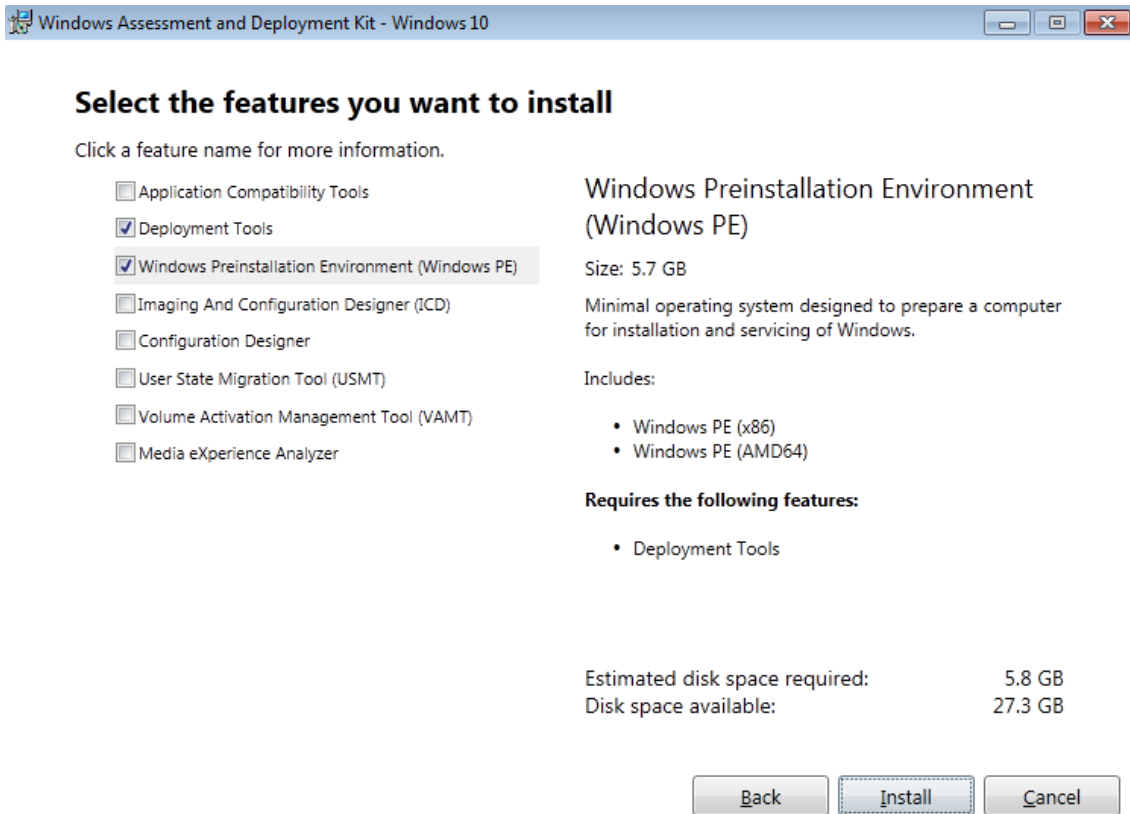 Windows Assessment and Deployment Kit - Windows 10
Select the features you want to install
Click a feature name for more information.
Application Compatibility Tools
Deployment Tools
Windows Preinstallation Environment (Windows PE)
Imaging And Configuration Designer (ICD)
Configuration Designer
User State Migration Tool (USMT)
Volume Activation Management Tool (VAMT)
Media eXperience Analyzer
Windows Preinstallation Environment
(Windows PE)
Size: 5.7 GB
Minimal operating system designed to prepare a computer
for installation and servicing of Windows.
Includes:
• Windows PE (x86)
• Windows PE (AMD64)
Requires the following features:
• Deployment Tools
Estimated disk space required: 5.8 GB
Disk space available: 27.3 GB
Back Install Cancel